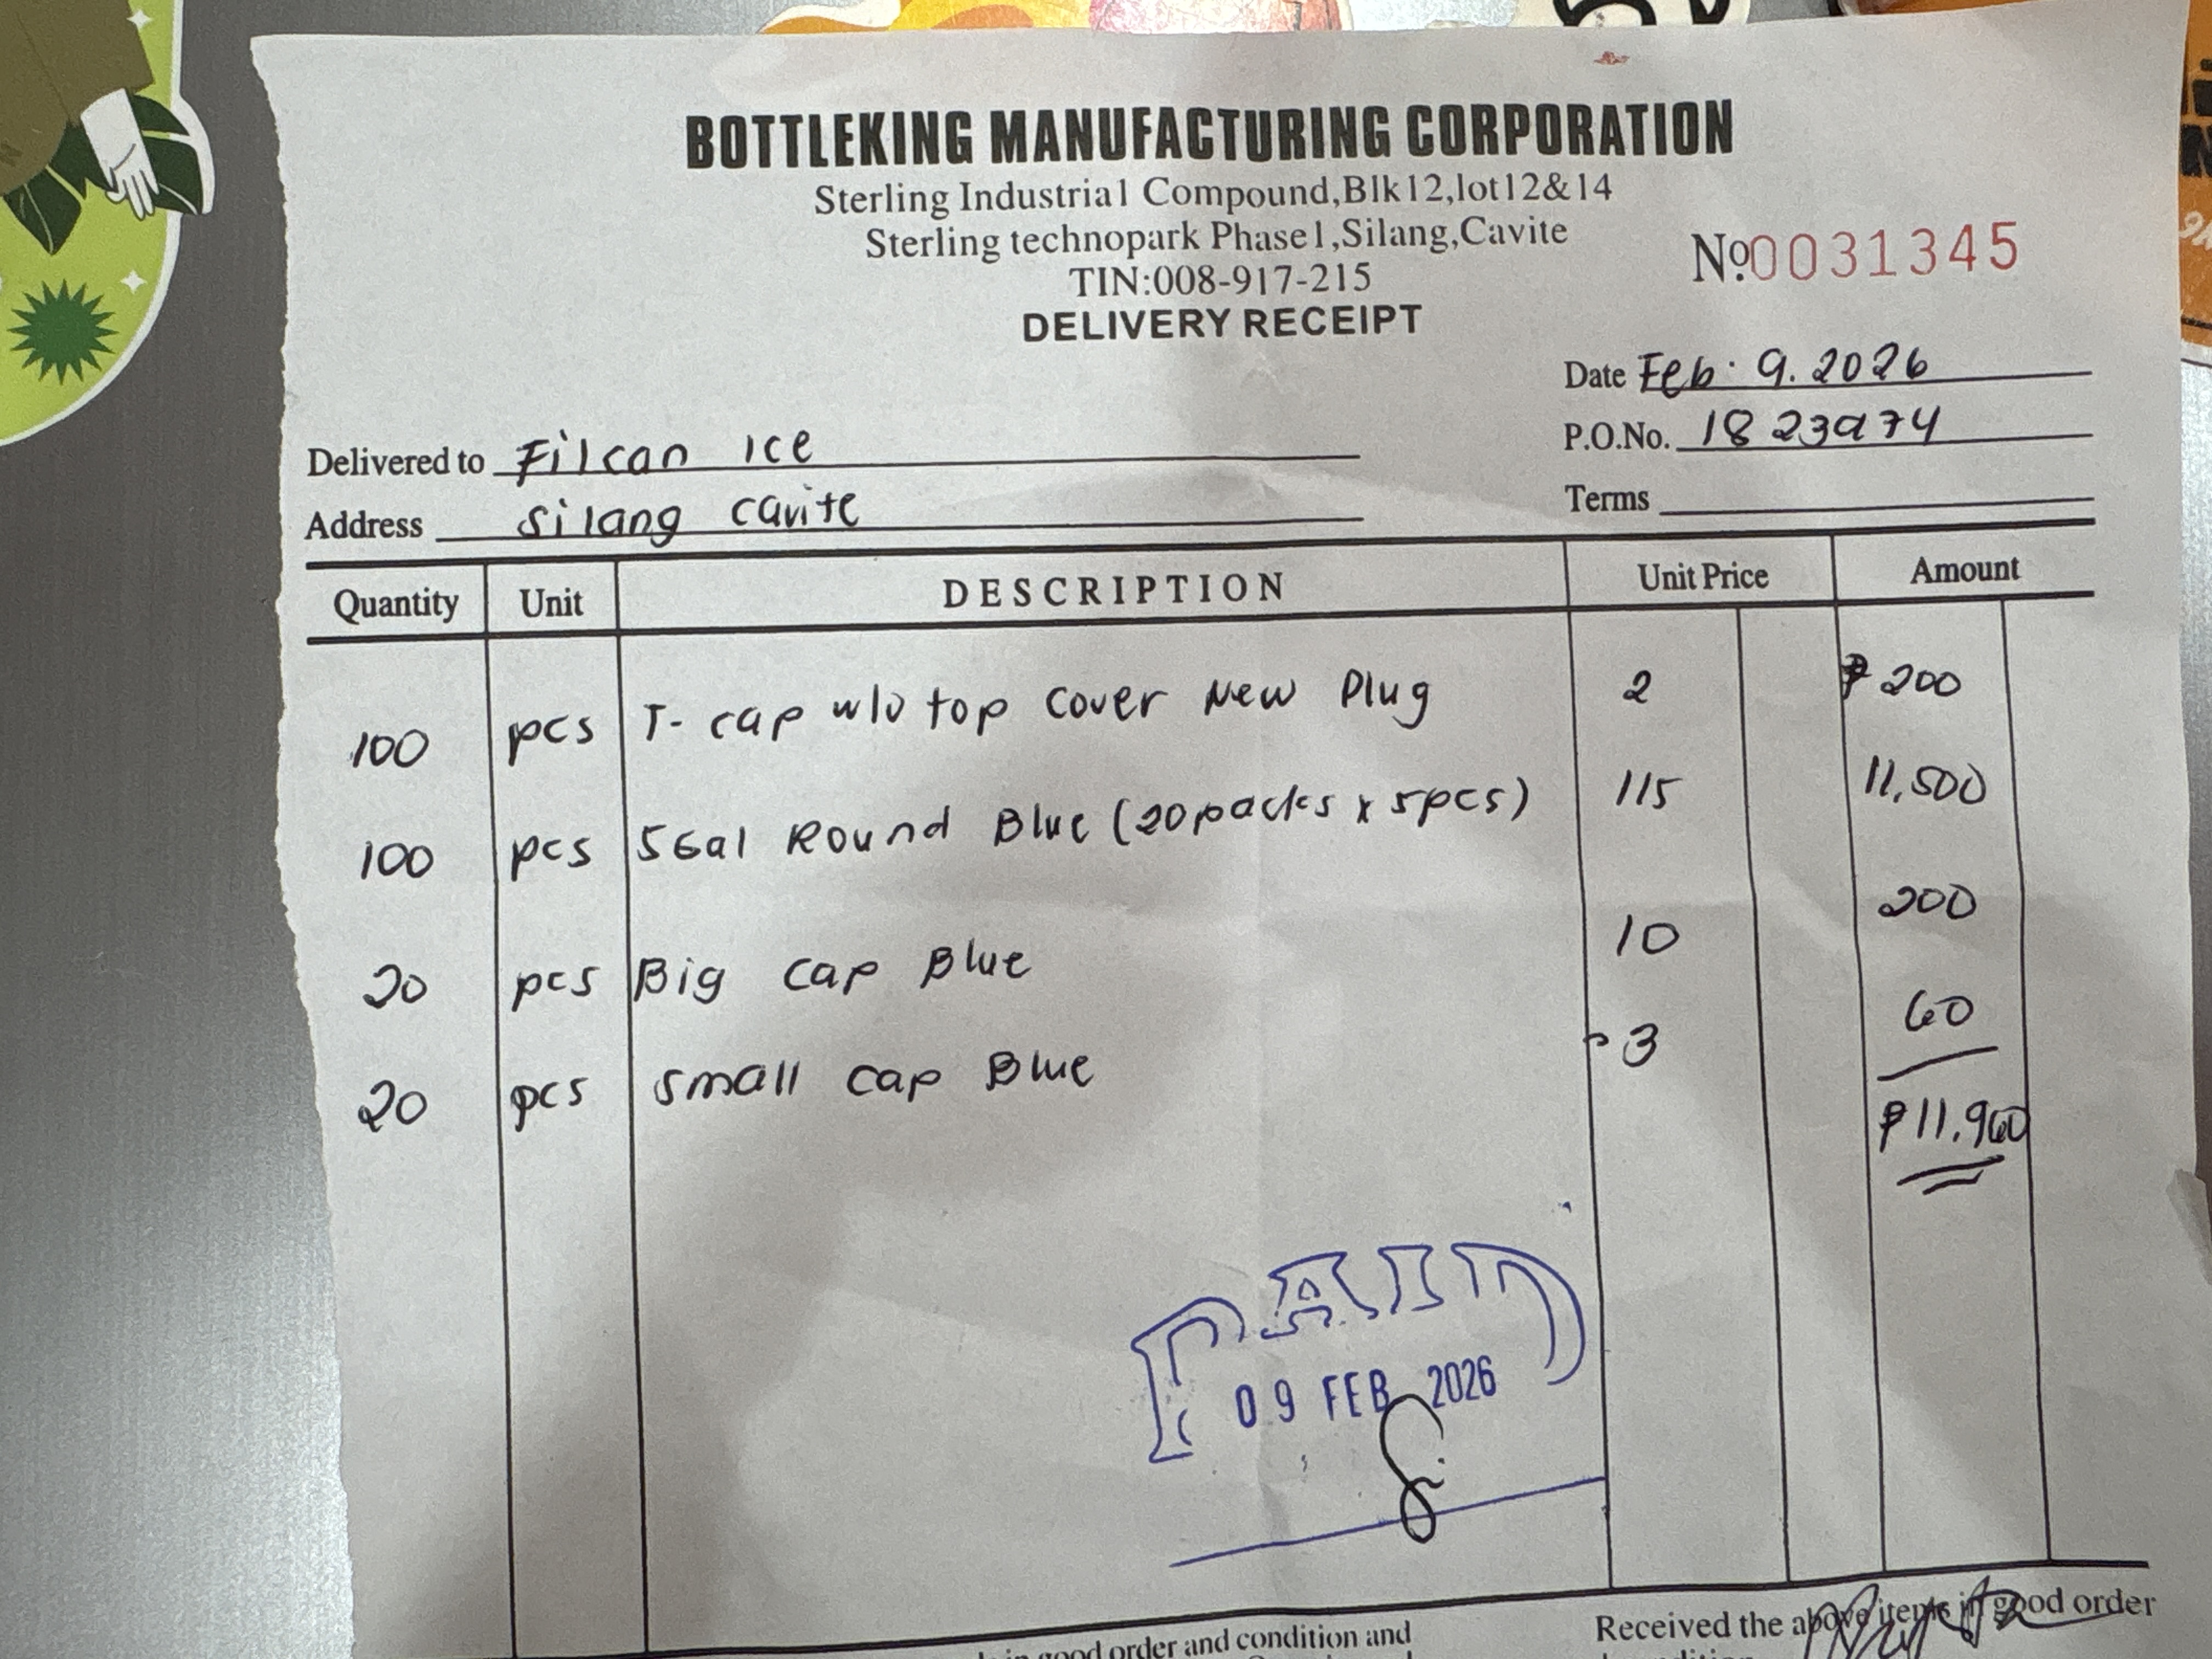 BOTTLEKING MANUFACTURING CORPORATION
Sterling Industrial Compound,Blk12,lot12&14
Sterling technopark Phase1,Silang,Cavite
TIN:008-917-215
Nº0031345
DELIVERY RECEIPT
Date Feb. 9. 2026
Delivered to Filcan Ice
P.O.No. 1823974
Address Silang Cavite
Terms
Quantity Unit DESCRIPTION Unit Price Amount
100 pcs T-cap w/o top cover New Plug 2 ₱200
100 pcs 5Gal Round Blue (20packs x 5pcs) 115 11,500
20 pcs Big cap Blue 10 200
20 pcs small cap Blue 3 60
₱11,960
PAID
09 FEB 2026
in good order and condition and
Received the above items in good order